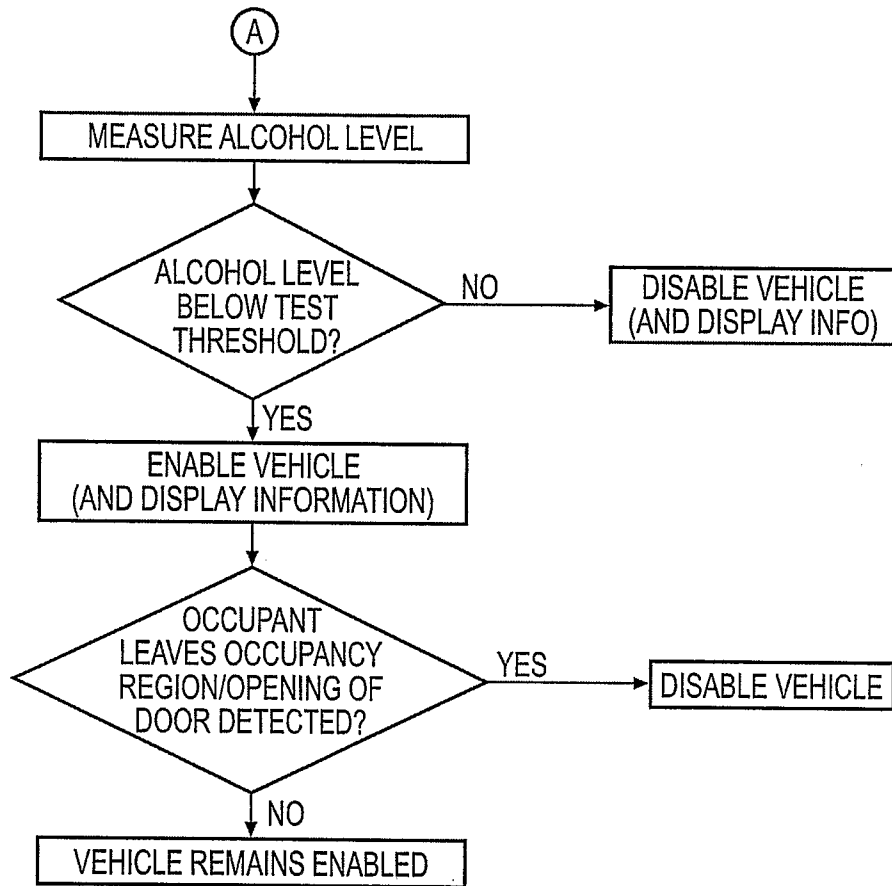 A
MEASURE ALCOHOL LEVEL
ALCOHOL LEVEL
BELOW TEST
THRESHOLD?
NO
DISABLE VEHICLE
(AND DISPLAY INFO)
YES
ENABLE VEHICLE
(AND DISPLAY INFORMATION)
OCCUPANT
LEAVES OCCUPANCY
REGION/OPENING OF
DOOR DETECTED?
YES
DISABLE VEHICLE
NO
VEHICLE REMAINS ENABLED